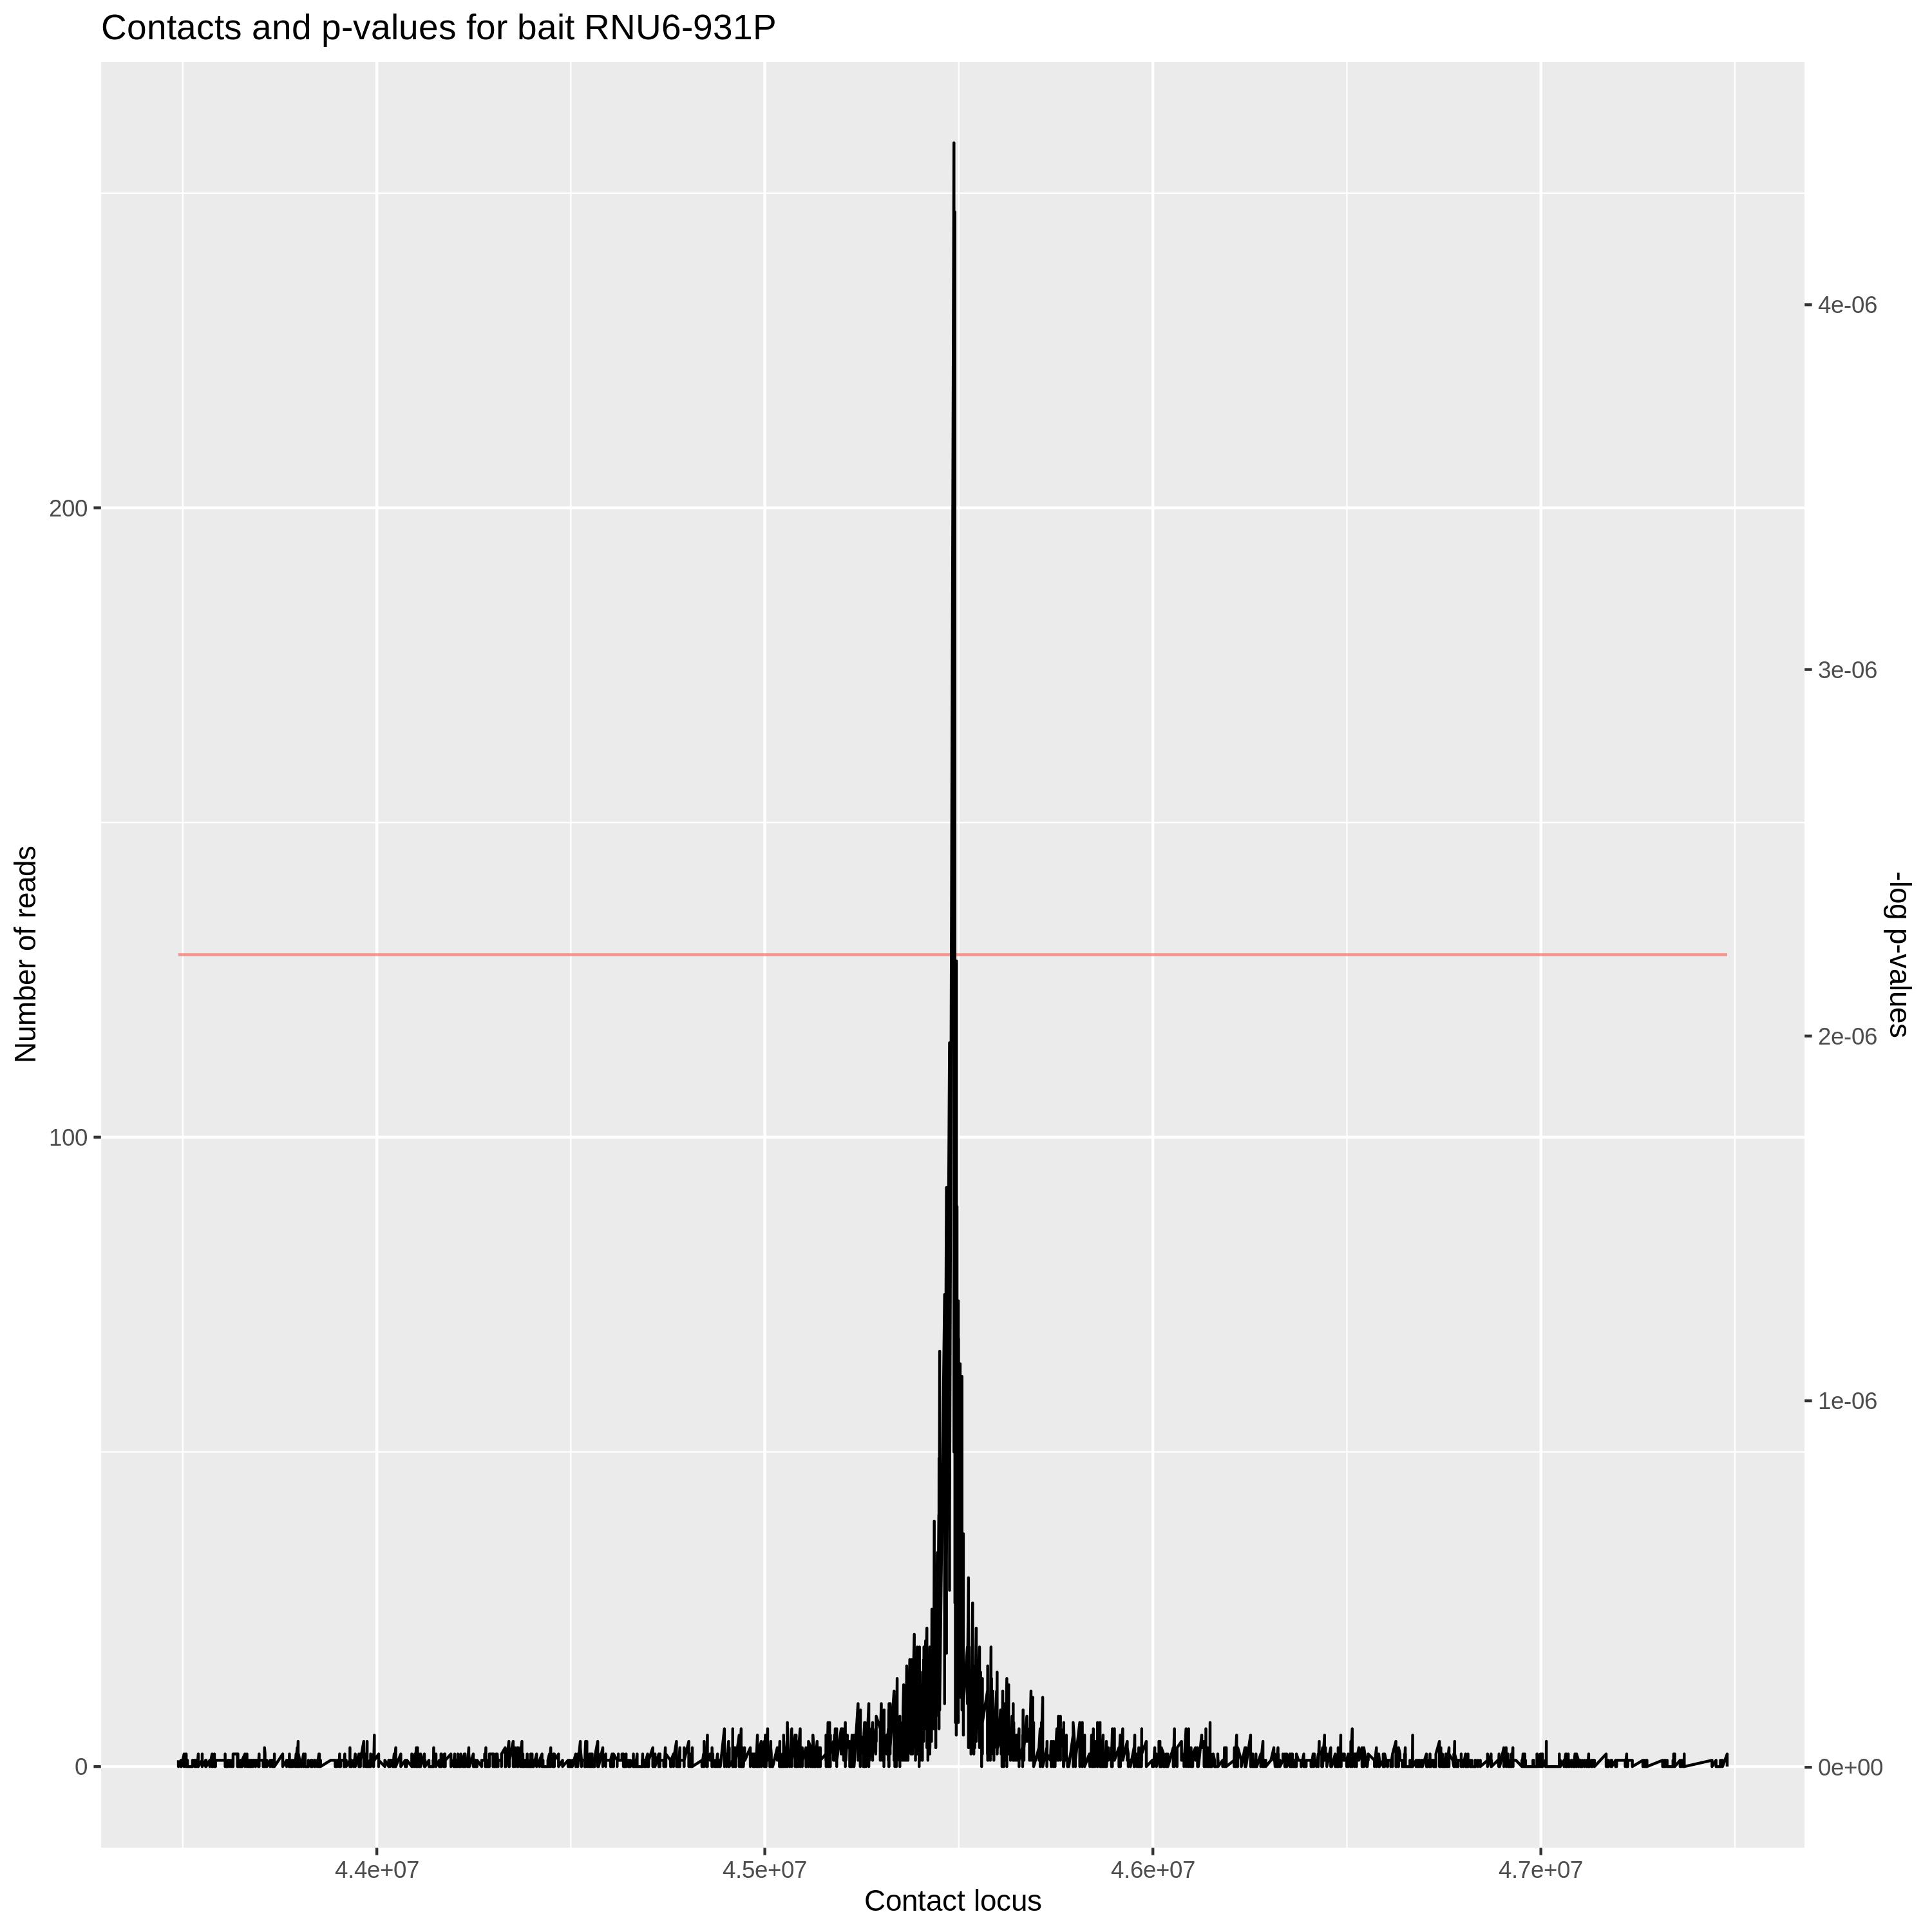 Contacts and p-values for bait RNU6-931P
Number of reads
200
100
0
4e-06
3e-06
2e-06
1e-06
0e+00
-log p-values
4.4e+07
4.5e+07
4.6e+07
4.7e+07
Contact locus